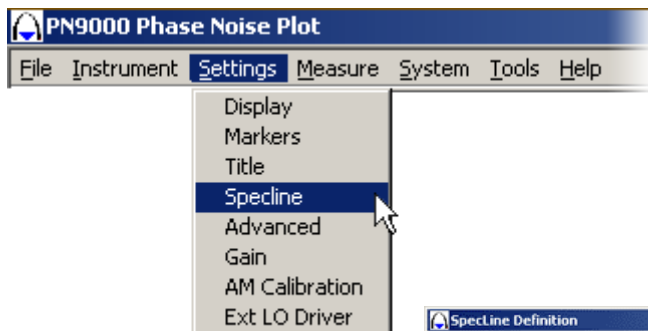 PN9000 Phase Noise Plot
File Instrument Settings Measure System Tools Help
Display
Markers
Title
Specline
Advanced
Gain
AM Calibration
Ext LO Driver
SpecLine Definition